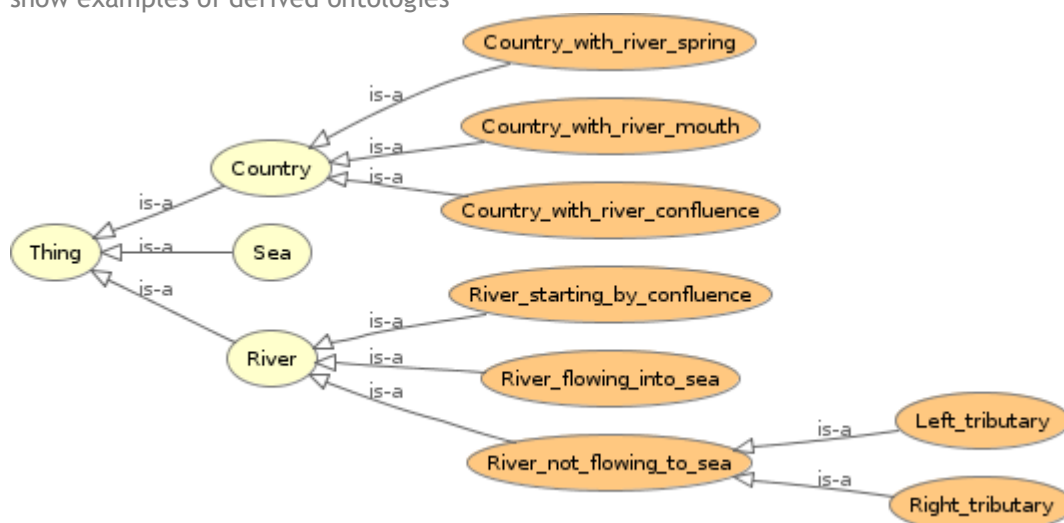 show examples of derived ontologies
Country_with_river_spring
is-a
Country_with_river_mouth
is-a
Country
is-a
is-a
Country_with_river_confluence
Thing
is-a
Sea
is-a
River_starting_by_confluence
is-a
River
is-a
River_flowing_into_sea
is-a
Left_tributary
is-a
River_not_flowing_to_sea
is-a
Right_tributary